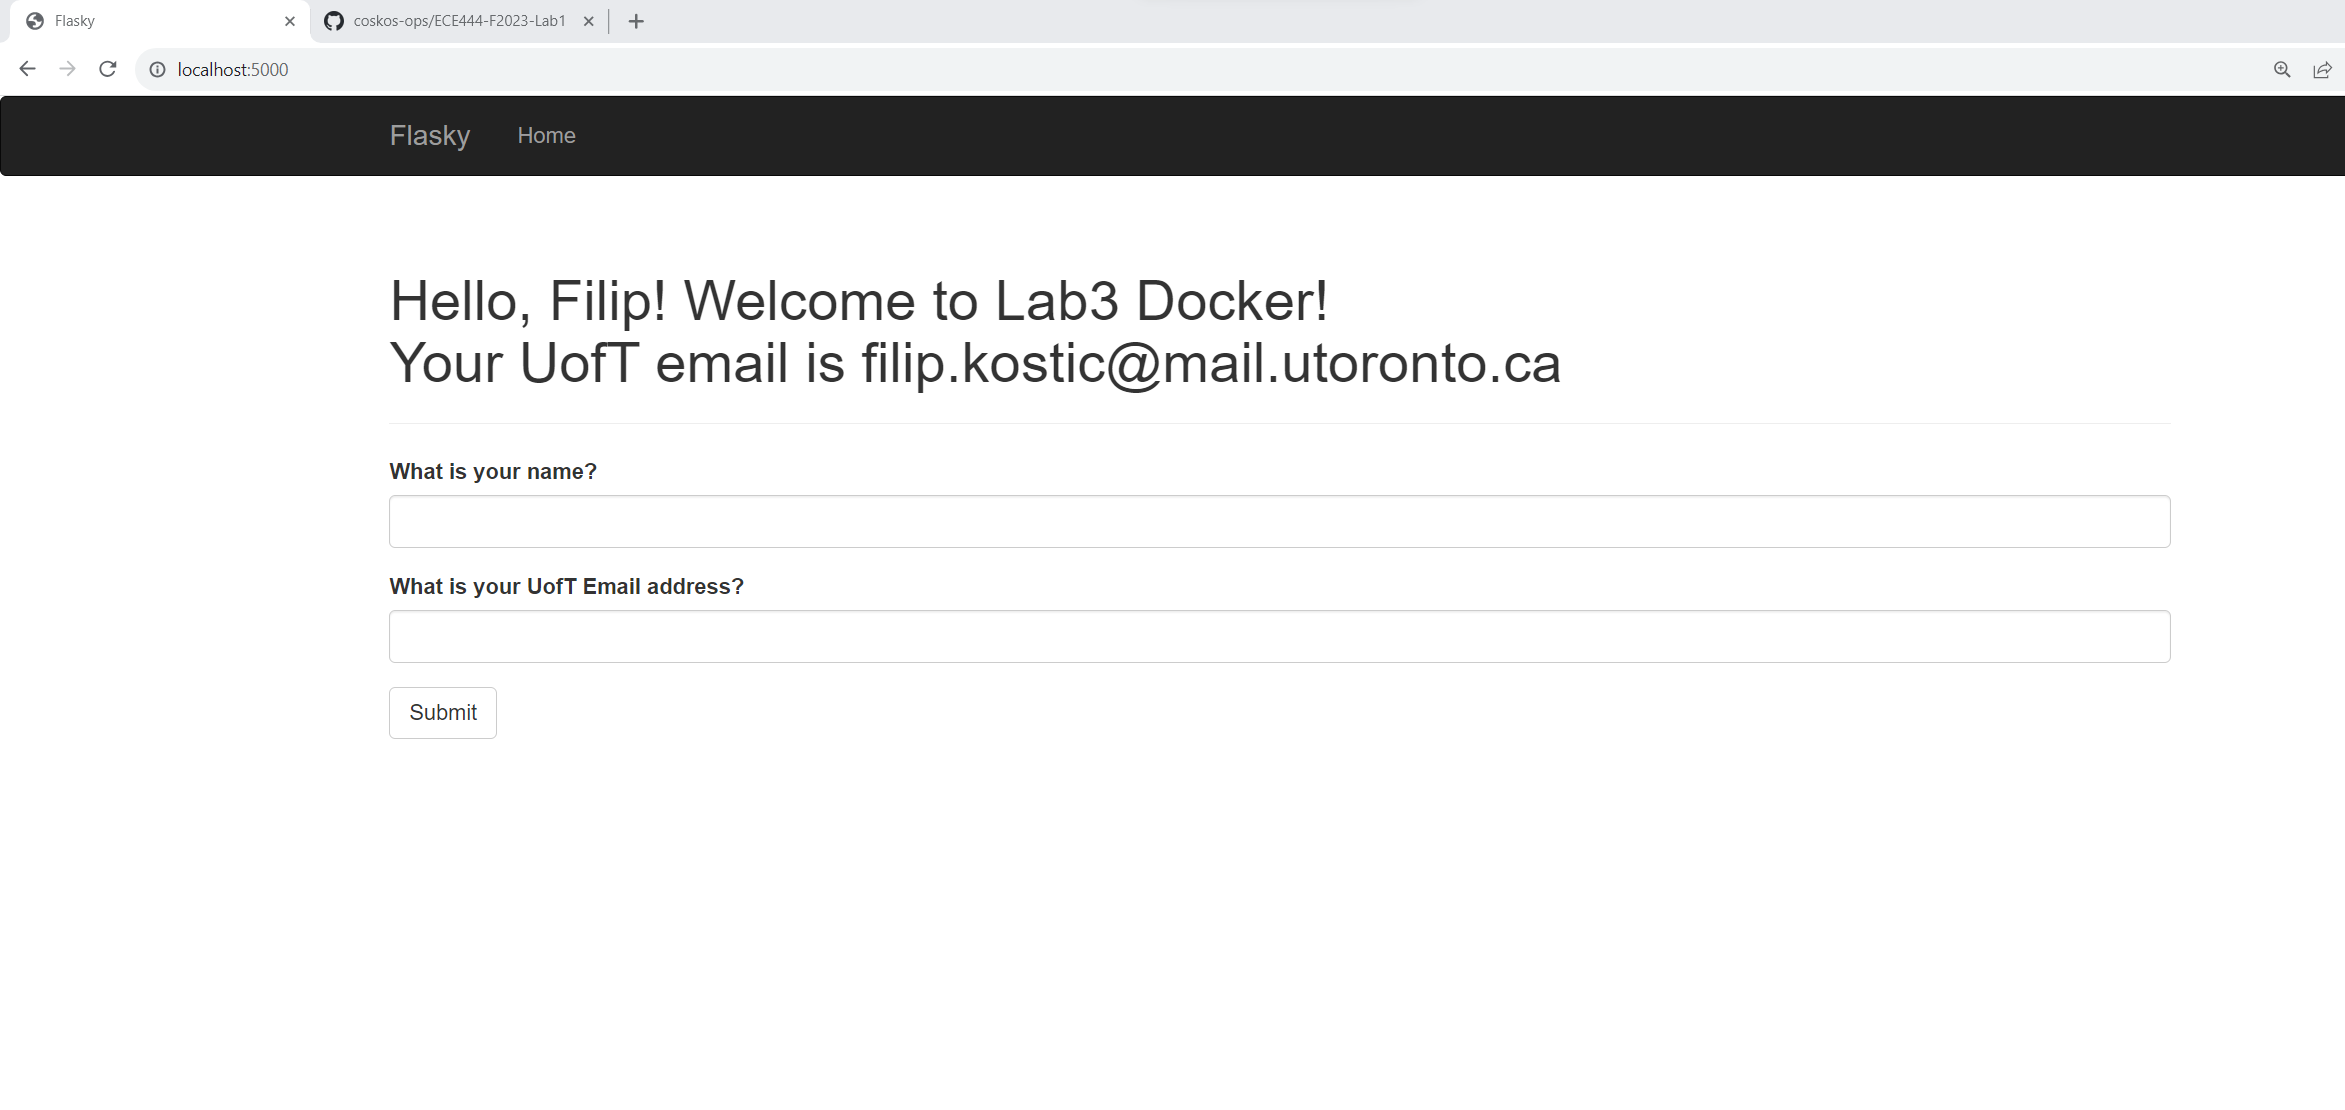 Flasky
coskos-ops/ECE444-F2023-Lab1
localhost:5000
Flasky Home
Hello, Filip! Welcome to Lab3 Docker!
Your UofT email is filip.kostic@mail.utoronto.ca
What is your name?
What is your UofT Email address?
Submit